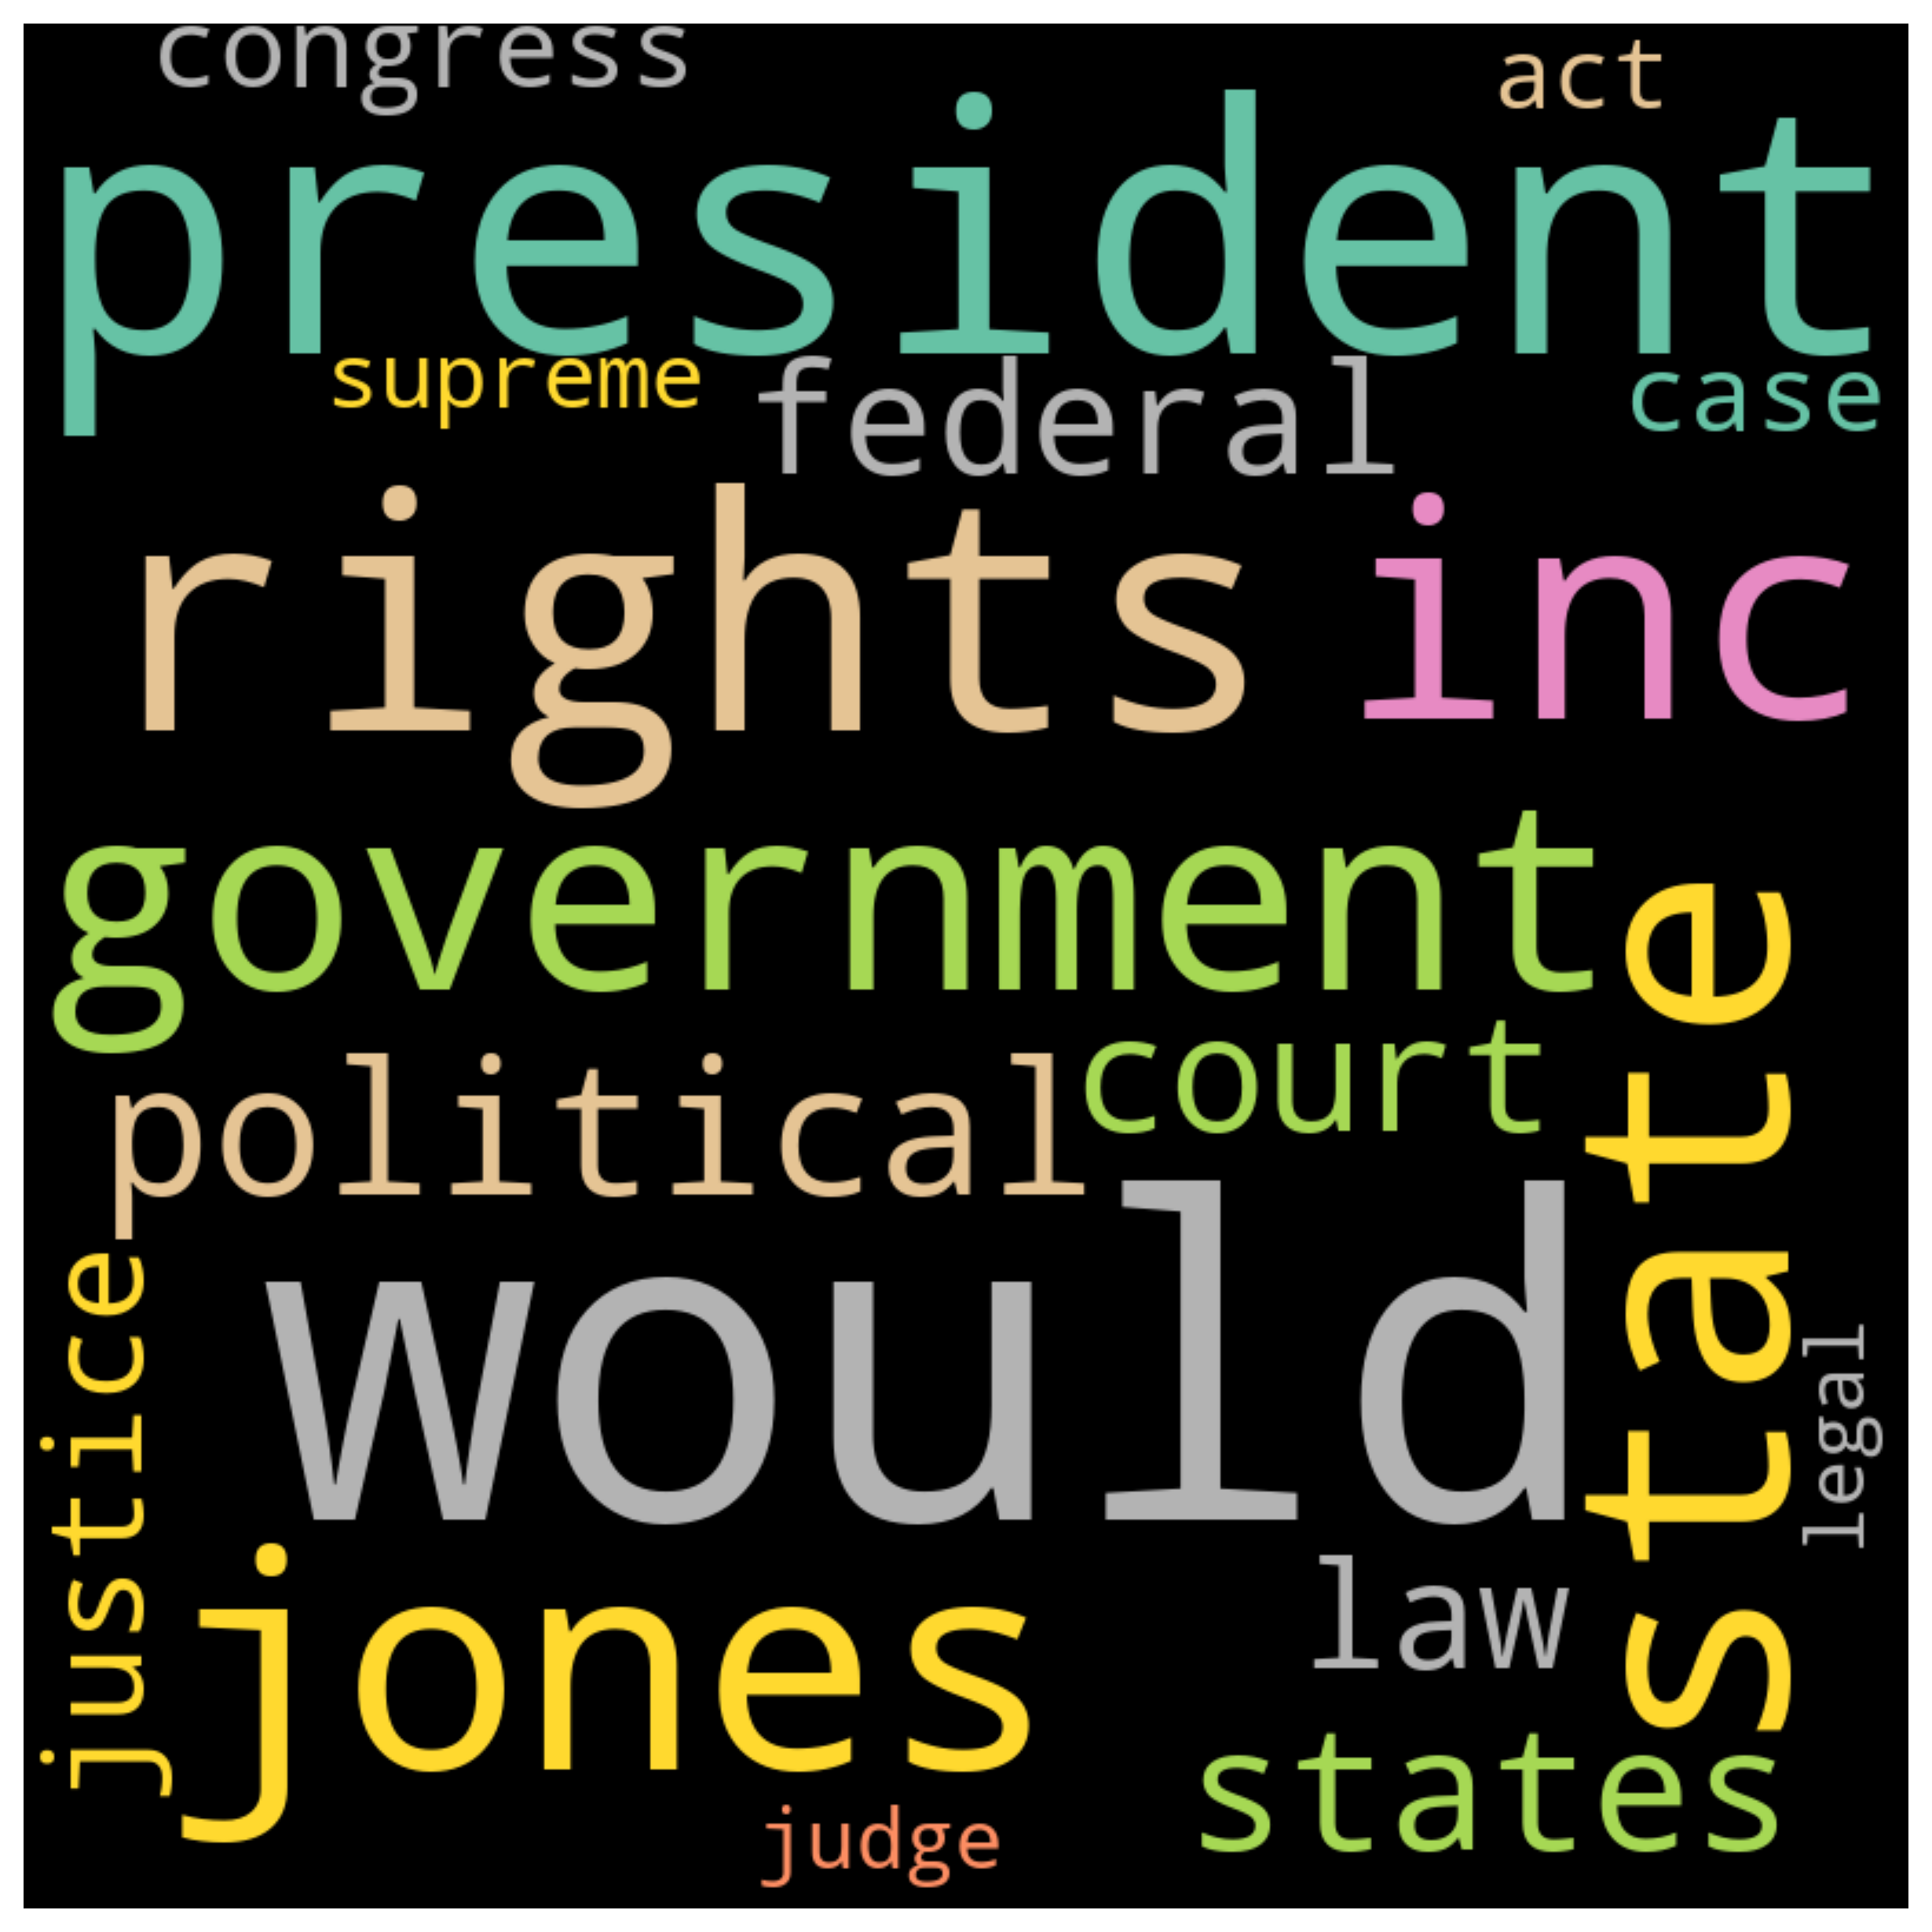 congress act
president
supreme federal case
rights inc
government
state
political court
would
justice
legal
jones law
states
judge